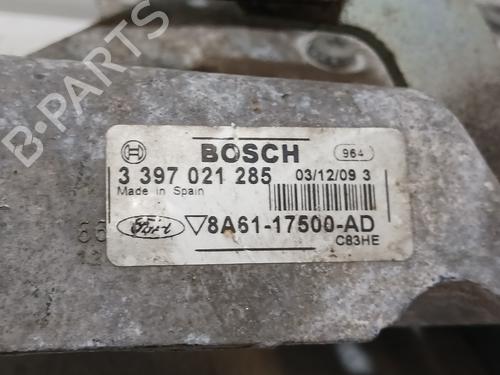 B-PARTS
BOSCH 964
3 397 021 285 03/12/09 3
Made in Spain
Ford 8A61-17500-AD
C83HE